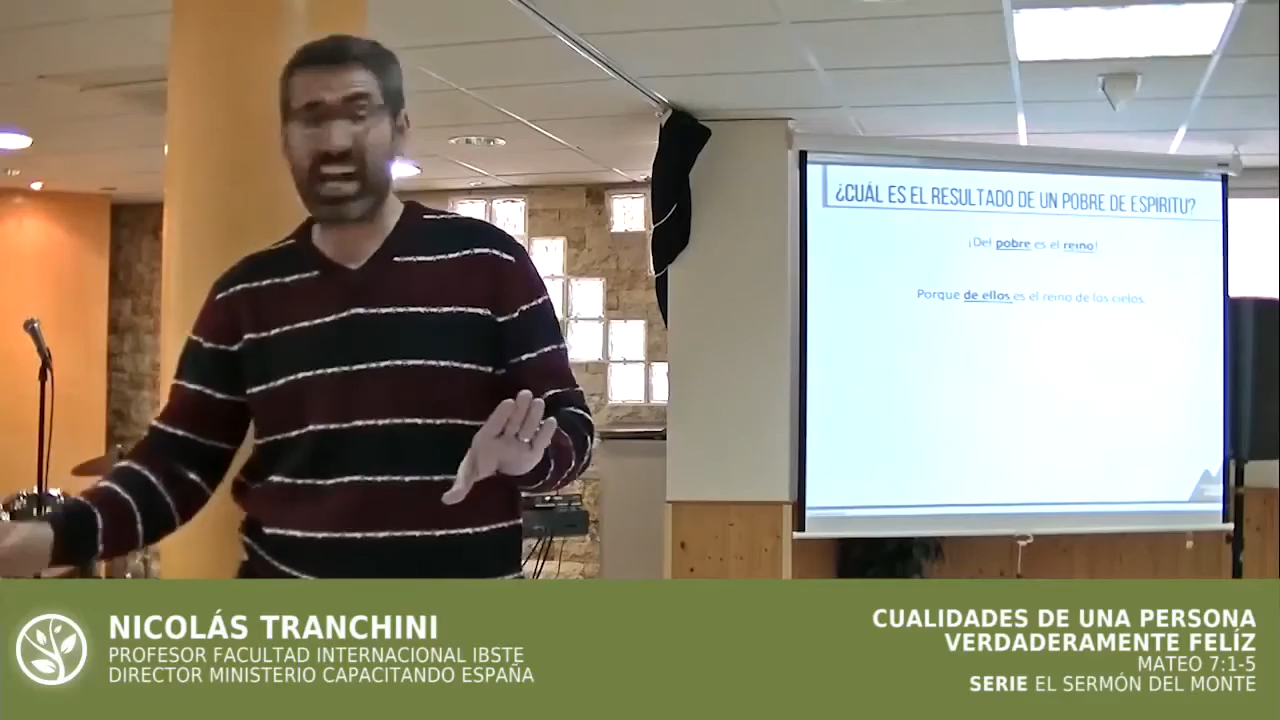 ¿CUÁL ES EL RESULTADO DE UN POBRE DE ESPÍRITU?
¡Del pobre es el reino!
Porque de ellos es el reino de los cielos.
NICOLÁS TRANCHINI
PROFESOR FACULTAD INTERNACIONAL IBSTE
DIRECTOR MINISTERIO CAPACITANDO ESPAÑA
CUALIDADES DE UNA PERSONA
VERDADERAMENTE FELÍZ
MATEO 7:1-5
SERIE EL SERMÓN DEL MONTE